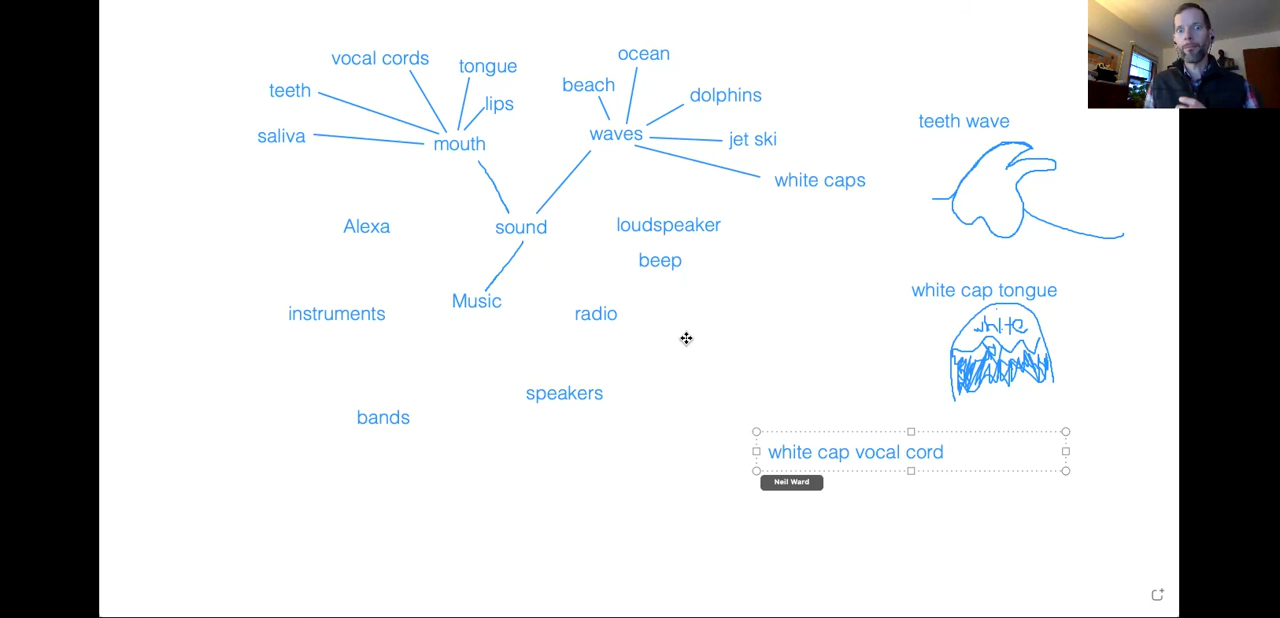 vocal cords
ocean
tongue
beach
teeth
dolphins
lips
teeth wave
saliva
waves
mouth
jet ski
white caps
Alexa
sound
loudspeaker
beep
white cap tongue
Music
instruments
radio
white
speakers
bands
white cap vocal cord
Neil Ward